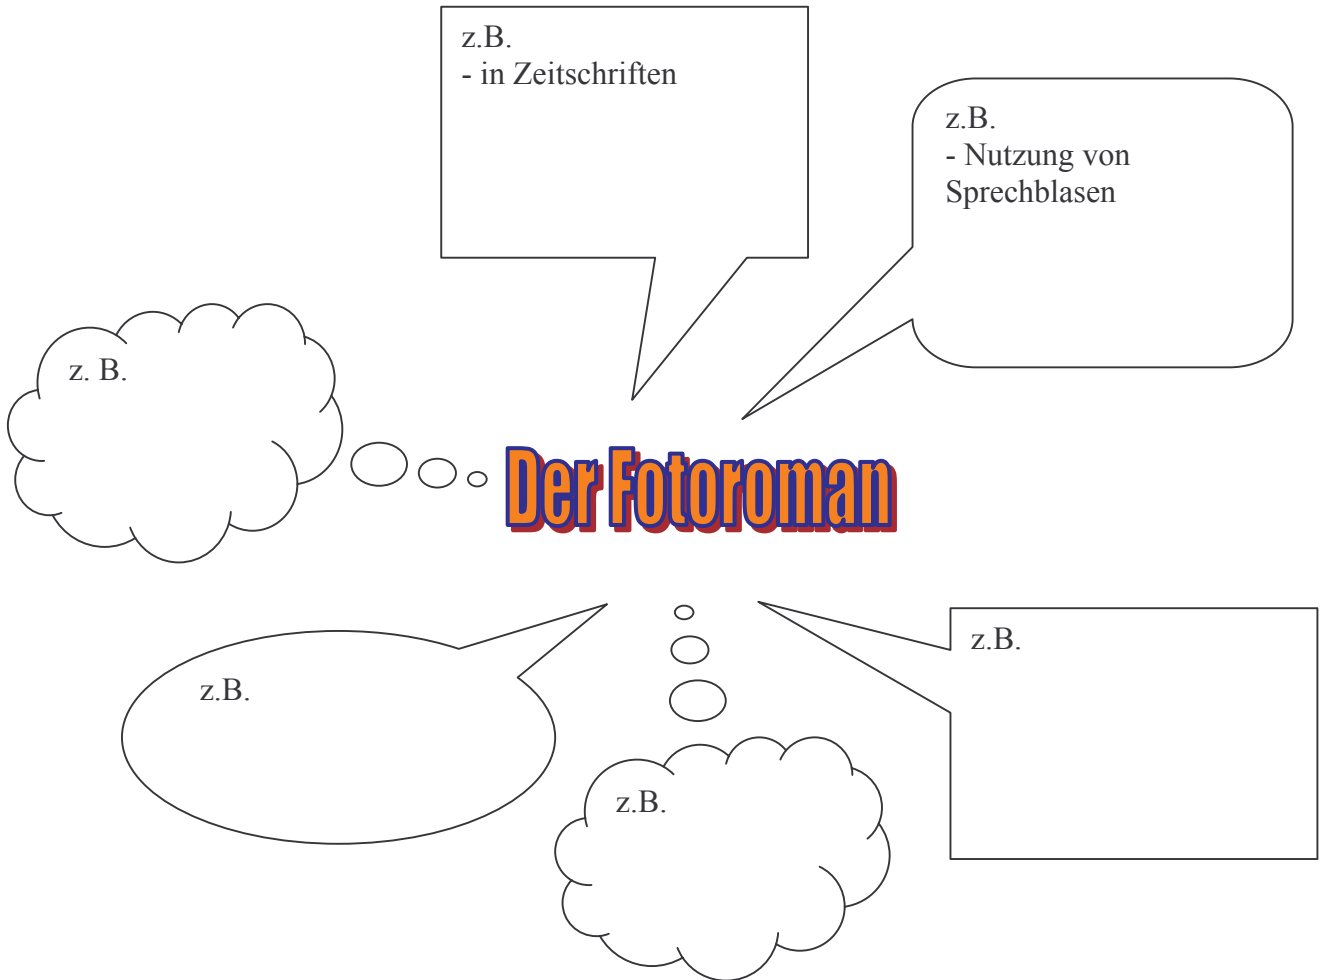 z.B.
- in Zeitschriften
z.B.
- Nutzung von
Sprechblasen
z. B.
Der Fotoroman
z.B.
z.B.
z.B.